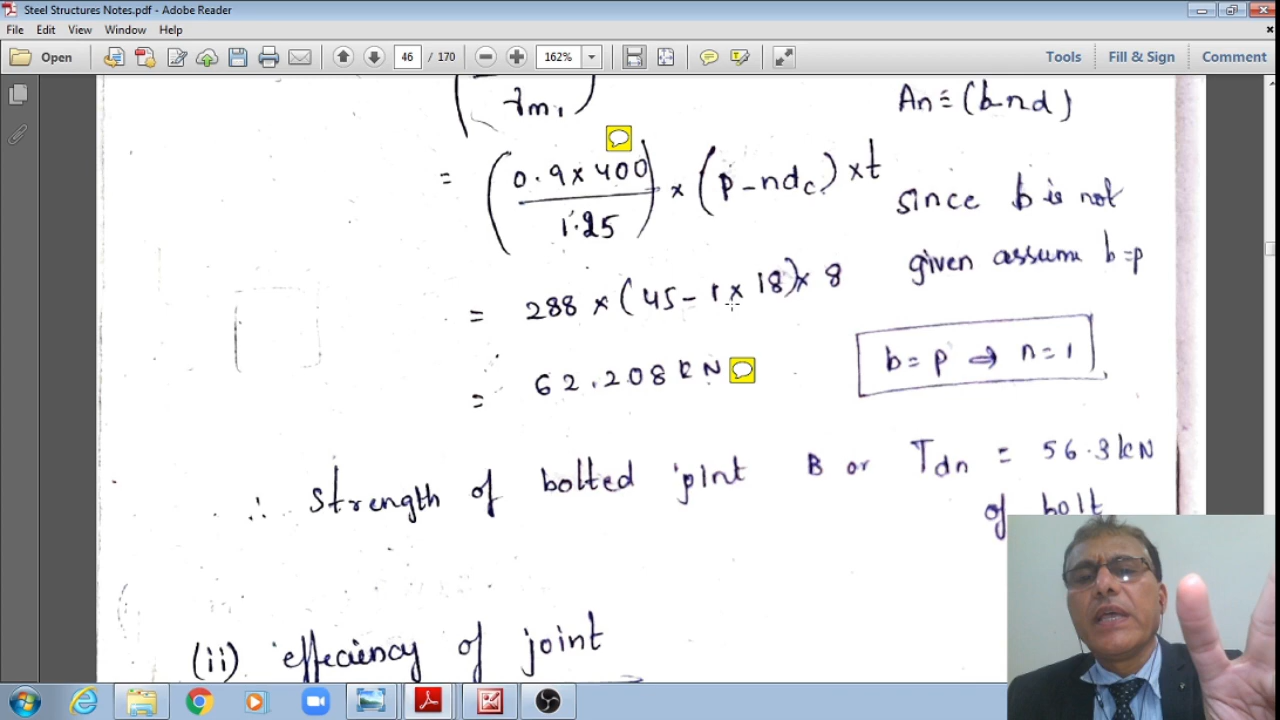 Steel Structures Notes.pdf - Adobe Reader
File Edit View Window Help
Open 46 / 170 162% Tools Fill & Sign Comment
γm1 An = (b-nd)
= (0.9 x 400 / 1.25) x (p-ndc) x t
since b is not
given assume b=p
= 288 x (45 - 1 x 18) x 8
b = p ⇒ n = 1
= 62.208 kN
∴ Strength of bolted joint B or Tdn = 56.3 kN
of bolt
(ii) effeciency of joint